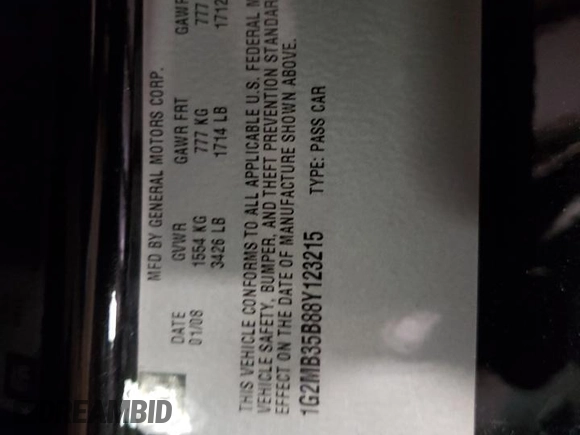 MFD BY GENERAL MOTORS CORP.
DATE GVWR GAWR FRT GAWR
01/08 1554 KG 777 KG 777
3426 LB 1714 LB 1712
THIS VEHICLE CONFORMS TO ALL APPLICABLE U.S. FEDERAL M
VEHICLE SAFETY, BUMPER, AND THEFT PREVENTION STANDAR
EFFECT ON THE DATE OF MANUFACTURE SHOWN ABOVE.
1G2MB35B88Y123215 TYPE: PASS CAR
DREAMBID